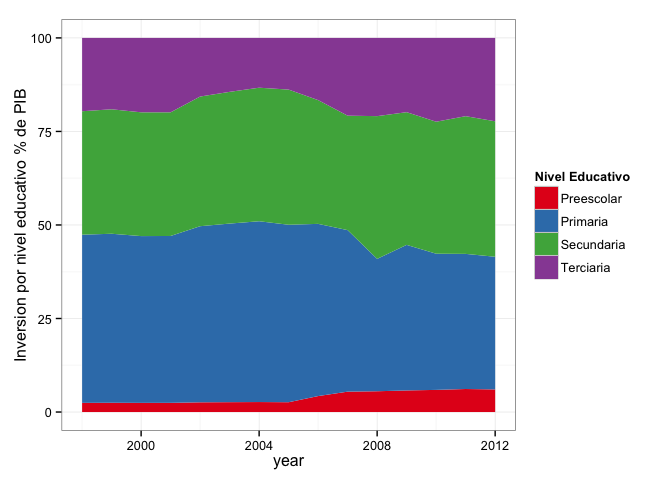 100
75
50
25
0
Inversion por nivel educativo % de PIB
2000
2004
2008
2012
year
Nivel Educativo
Preescolar
Primaria
Secundaria
Terciaria